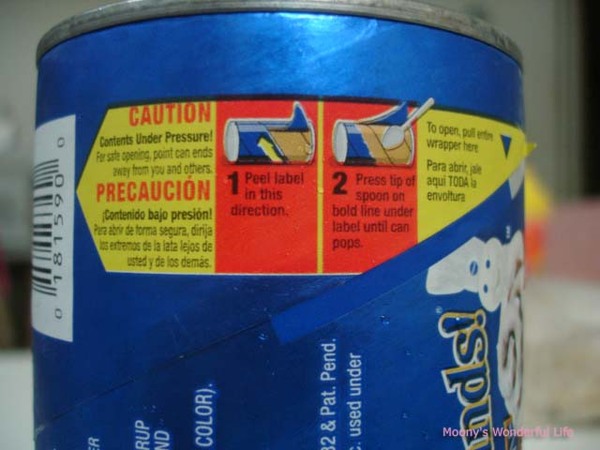 CAUTION
Contents Under Pressure!
For safe opening, point can ends
away from you and others.
PRECAUCIÓN
¡Contenido bajo presión!
Para abrir de forma segura, dirija
los extremos de la lata lejos de
usted y de los demás.
1 Peel label
in this
direction.
2 Press tip of
spoon on
bold line under
label until can
pops.
To open, pull entire
wrapper here
Para abrir, jale
aquí TODA la
envoltura
0 181590 0
RUP
ND
COLOR).
32 & Pat. Pend.
c. used under
nds!
Moony's Wonderful Life